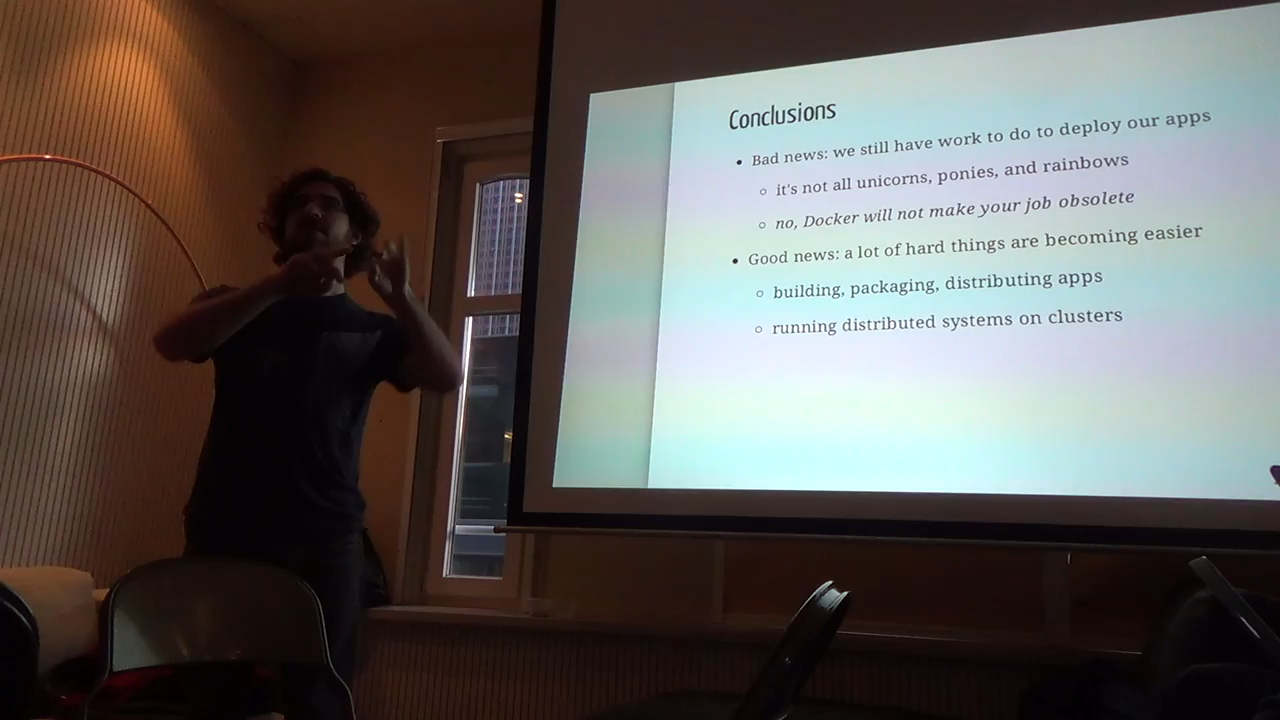 Conclusions
• Bad news: we still have work to do to deploy our apps
○ it's not all unicorns, ponies, and rainbows
○ no, Docker will not make your job obsolete
• Good news: a lot of hard things are becoming easier
○ building, packaging, distributing apps
○ running distributed systems on clusters